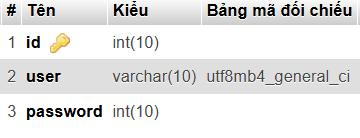 # Tên Kiểu Bảng mã đối chiếu
1 id int(10)
2 user varchar(10) utf8mb4_general_ci
3 password int(10)